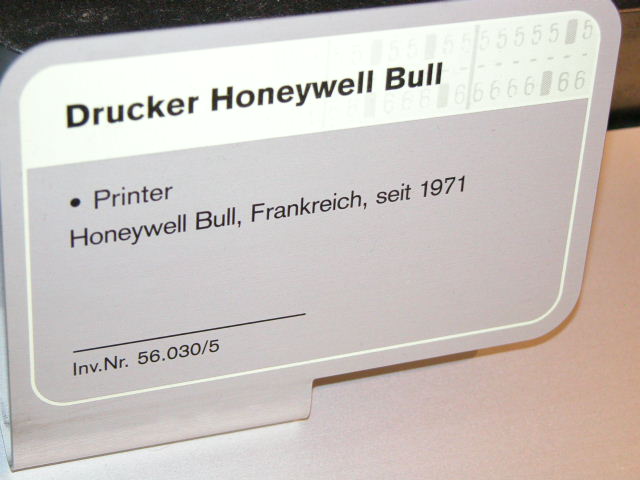 Drucker Honeywell Bull
• Printer
Honeywell Bull, Frankreich, seit 1971
Inv.Nr. 56.030/5